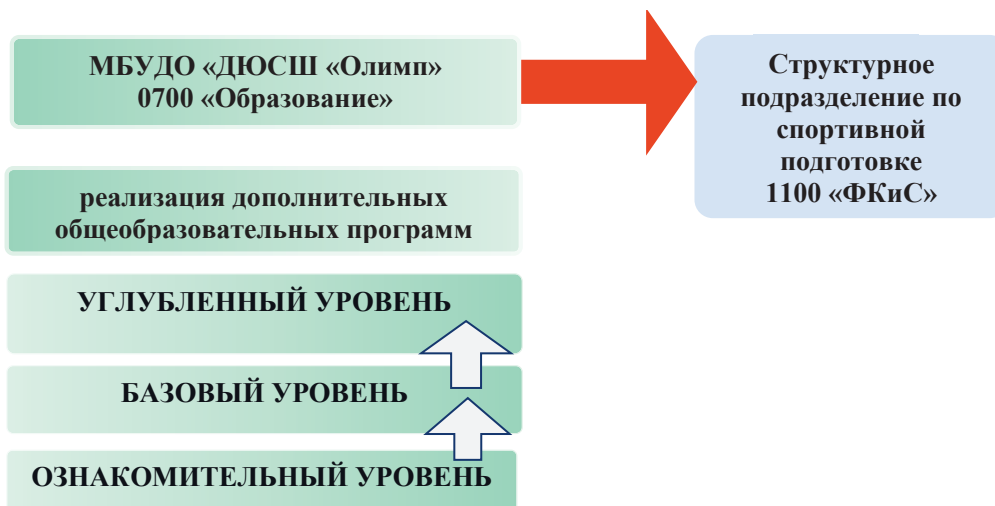 МБУДО «ДЮСШ «Олимп»
0700 «Образование»
Структурное
подразделение по
спортивной
подготовке
1100 «ФКиС»
реализация дополнительных
общеобразовательных программ
УГЛУБЛЕННЫЙ УРОВЕНЬ
БАЗОВЫЙ УРОВЕНЬ
ОЗНАКОМИТЕЛЬНЫЙ УРОВЕНЬ